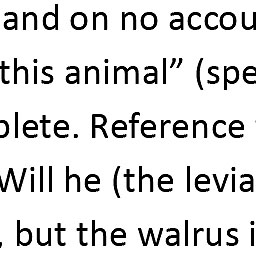 and on no accou
this animal” (spe
plete. Reference
Will he (the levia
, but the walrus i